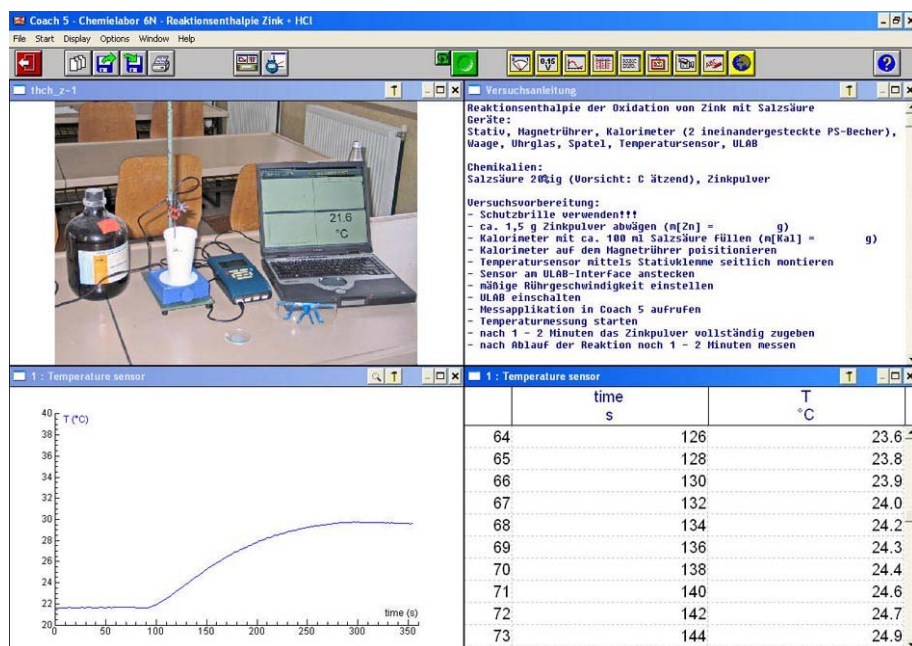 Coach 5 - Chemielabor 6N - Reaktionsenthalpie Zink + HCl
File Start Display Options Window Help
thch_z-1
21.6
°C
Versuchsanleitung
Reaktionsenthalpie der Oxidation von Zink mit Salzsäure
Geräte:
Stativ, Magnetrührer, Kalorimeter (2 ineinandergesteckte PS-Becher),
Waage, Uhrglas, Spatel, Temperatursensor, ULAB
Chemikalien:
Salzsäure 20%ig (Vorsicht: C ätzend), Zinkpulver
Versuchsvorbereitung:
- Schutzbrille verwenden!!!
- ca. 1,5 g Zinkpulver abwägen (m[Zn] = g)
- Kalorimeter mit ca. 100 ml Salzsäure füllen (m[Kal] = g)
- Kalorimeter auf dem Magnetrührer poisitionieren
- Temperatursensor mittels Stativklemme seitlich montieren
- Sensor am ULAB-Interface anstecken
- mäßige Rührgeschwindigkeit einstellen
- ULAB einschalten
- Messapplikation in Coach 5 aufrufen
- Temperaturmessung starten
- nach 1 - 2 Minuten das Zinkpulver vollständig zugeben
- nach Ablauf der Reaktion noch 1 - 2 Minuten messen
1 : Temperature sensor
T (°C)
40
38
36
34
32
30
28
26
24
22
20
time (s)
0 50 100 150 200 250 300 350
1 : Temperature sensor
time T
s °C
64 126 23.6
65 128 23.8
66 130 23.9
67 132 24.0
68 134 24.2
69 136 24.3
70 138 24.4
71 140 24.6
72 142 24.7
73 144 24.9